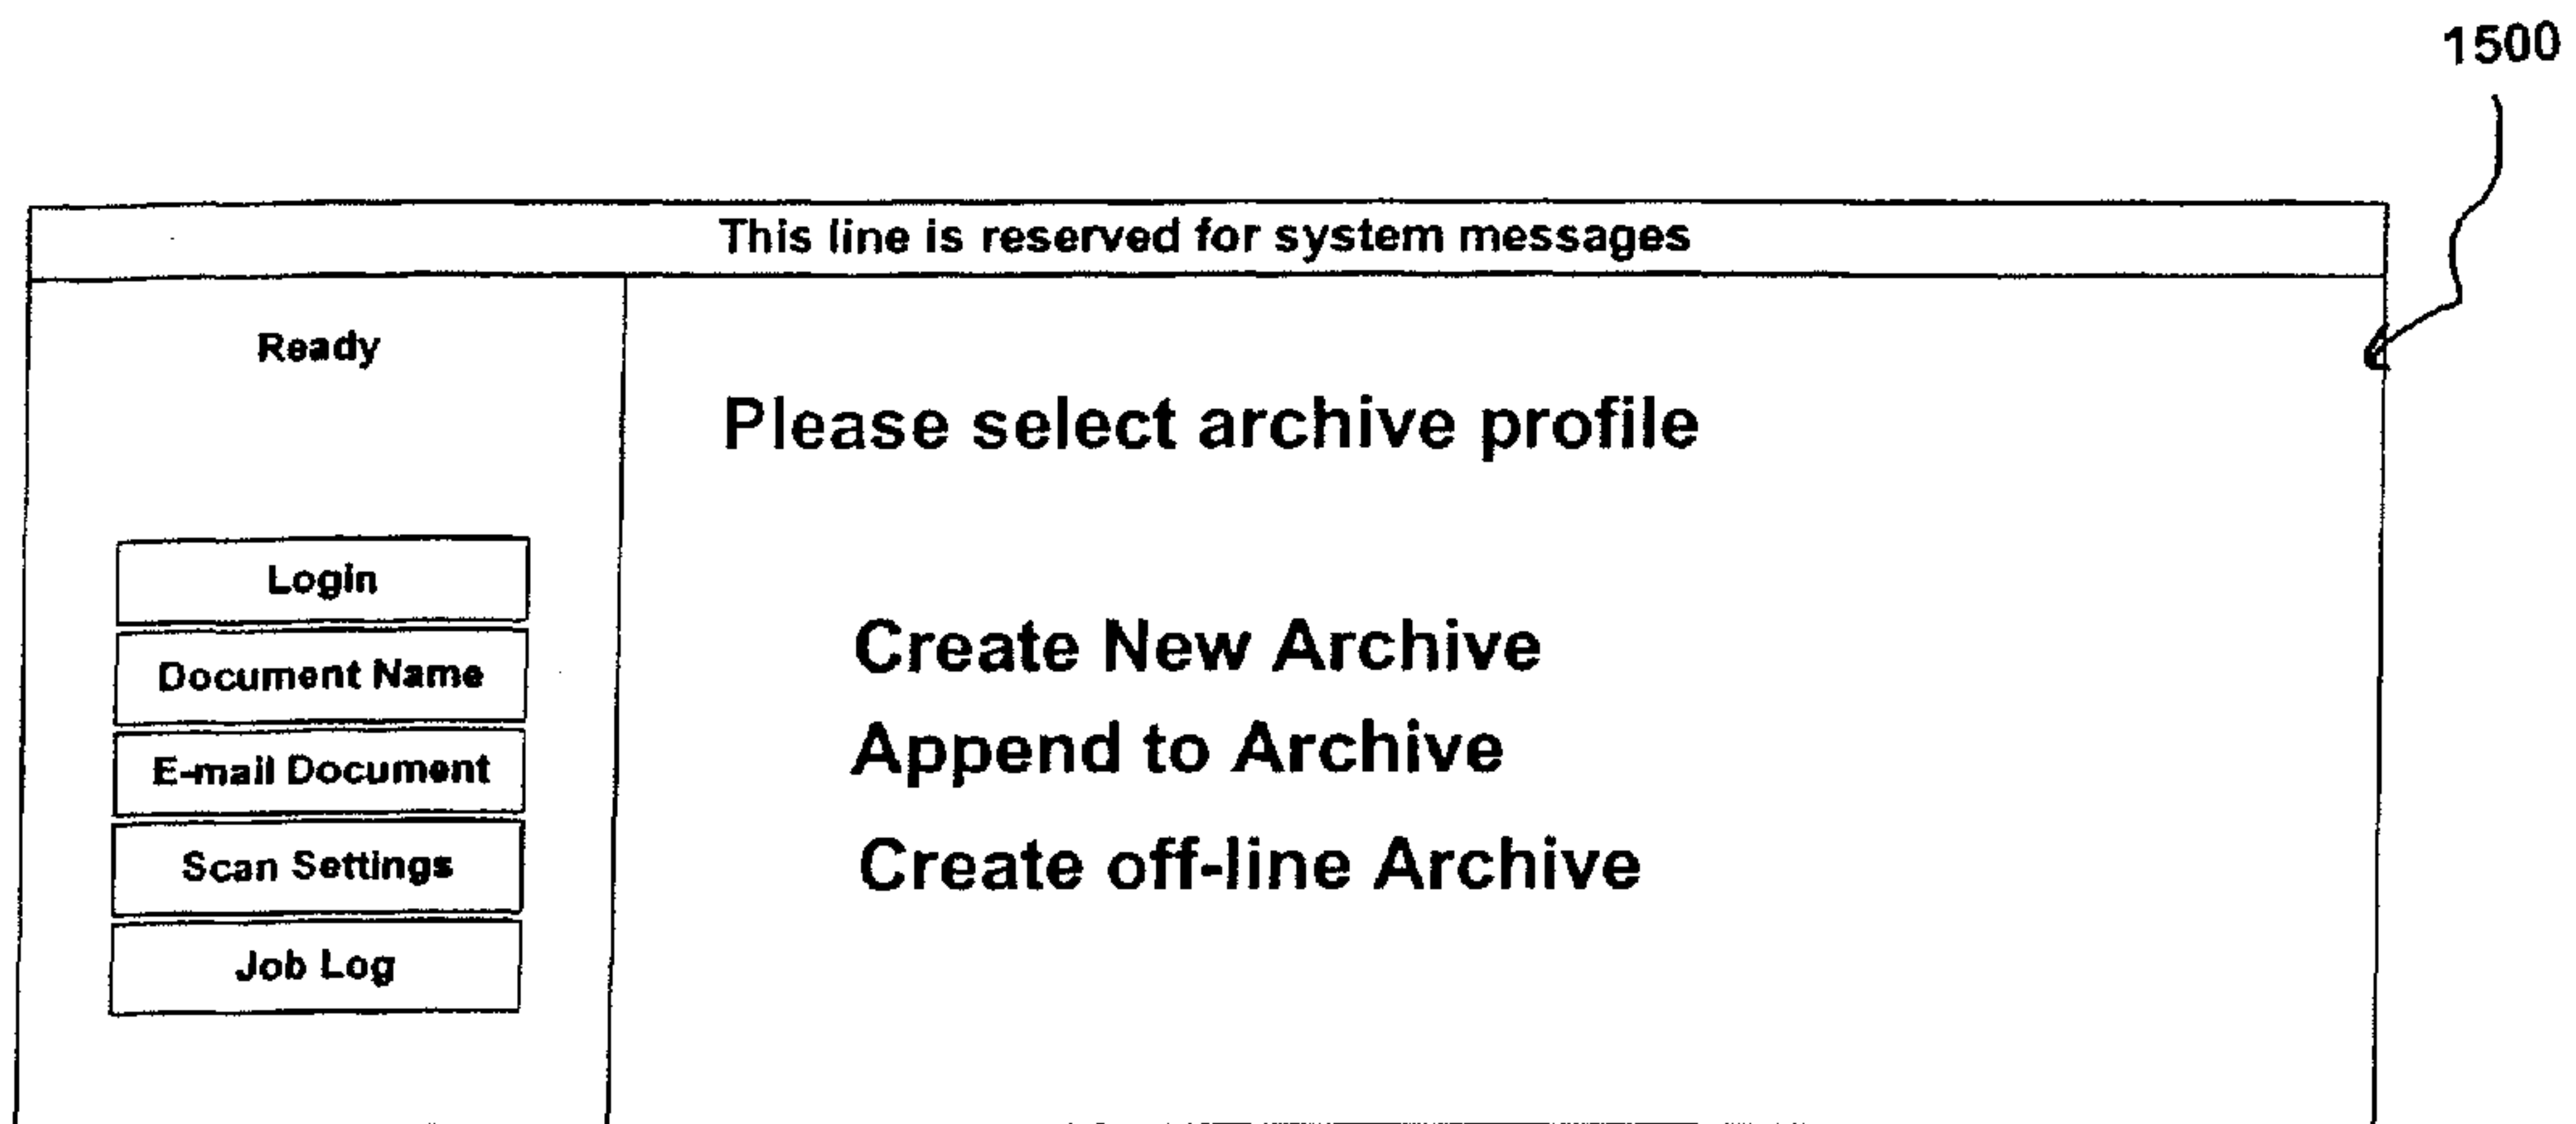 1500
This line is reserved for system messages
Ready
Login
Document Name
E-mail Document
Scan Settings
Job Log
Please select archive profile
Create New Archive
Append to Archive
Create off-line Archive